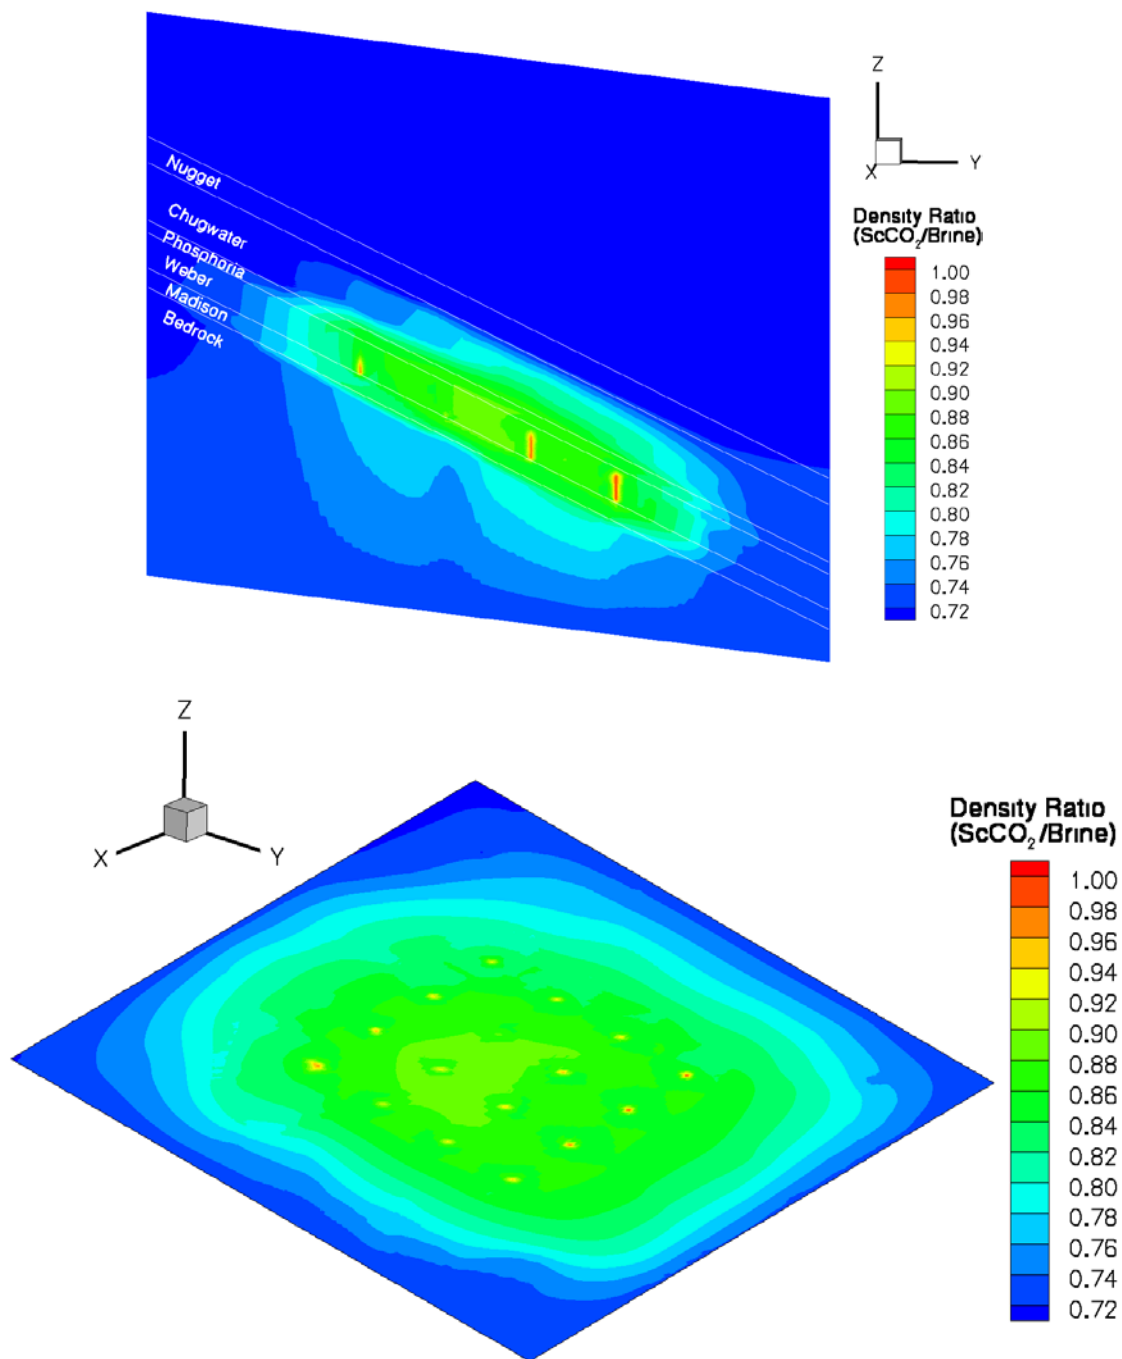 Z
Y
X
Nugget
Chugwater
Phosphoria
Weber
Madison
Bedrock
Density Ratio
(ScCO₂/Brine)
1.00
0.98
0.96
0.94
0.92
0.90
0.88
0.86
0.84
0.82
0.80
0.78
0.76
0.74
0.72
Z
X
Y
Density Ratio
(ScCO₂/Brine)
1.00
0.98
0.96
0.94
0.92
0.90
0.88
0.86
0.84
0.82
0.80
0.78
0.76
0.74
0.72